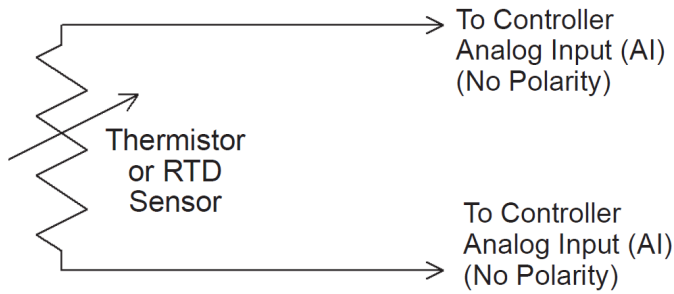 To Controller
Analog Input (AI)
(No Polarity)
Thermistor
or RTD
Sensor
To Controller
Analog Input (AI)
(No Polarity)